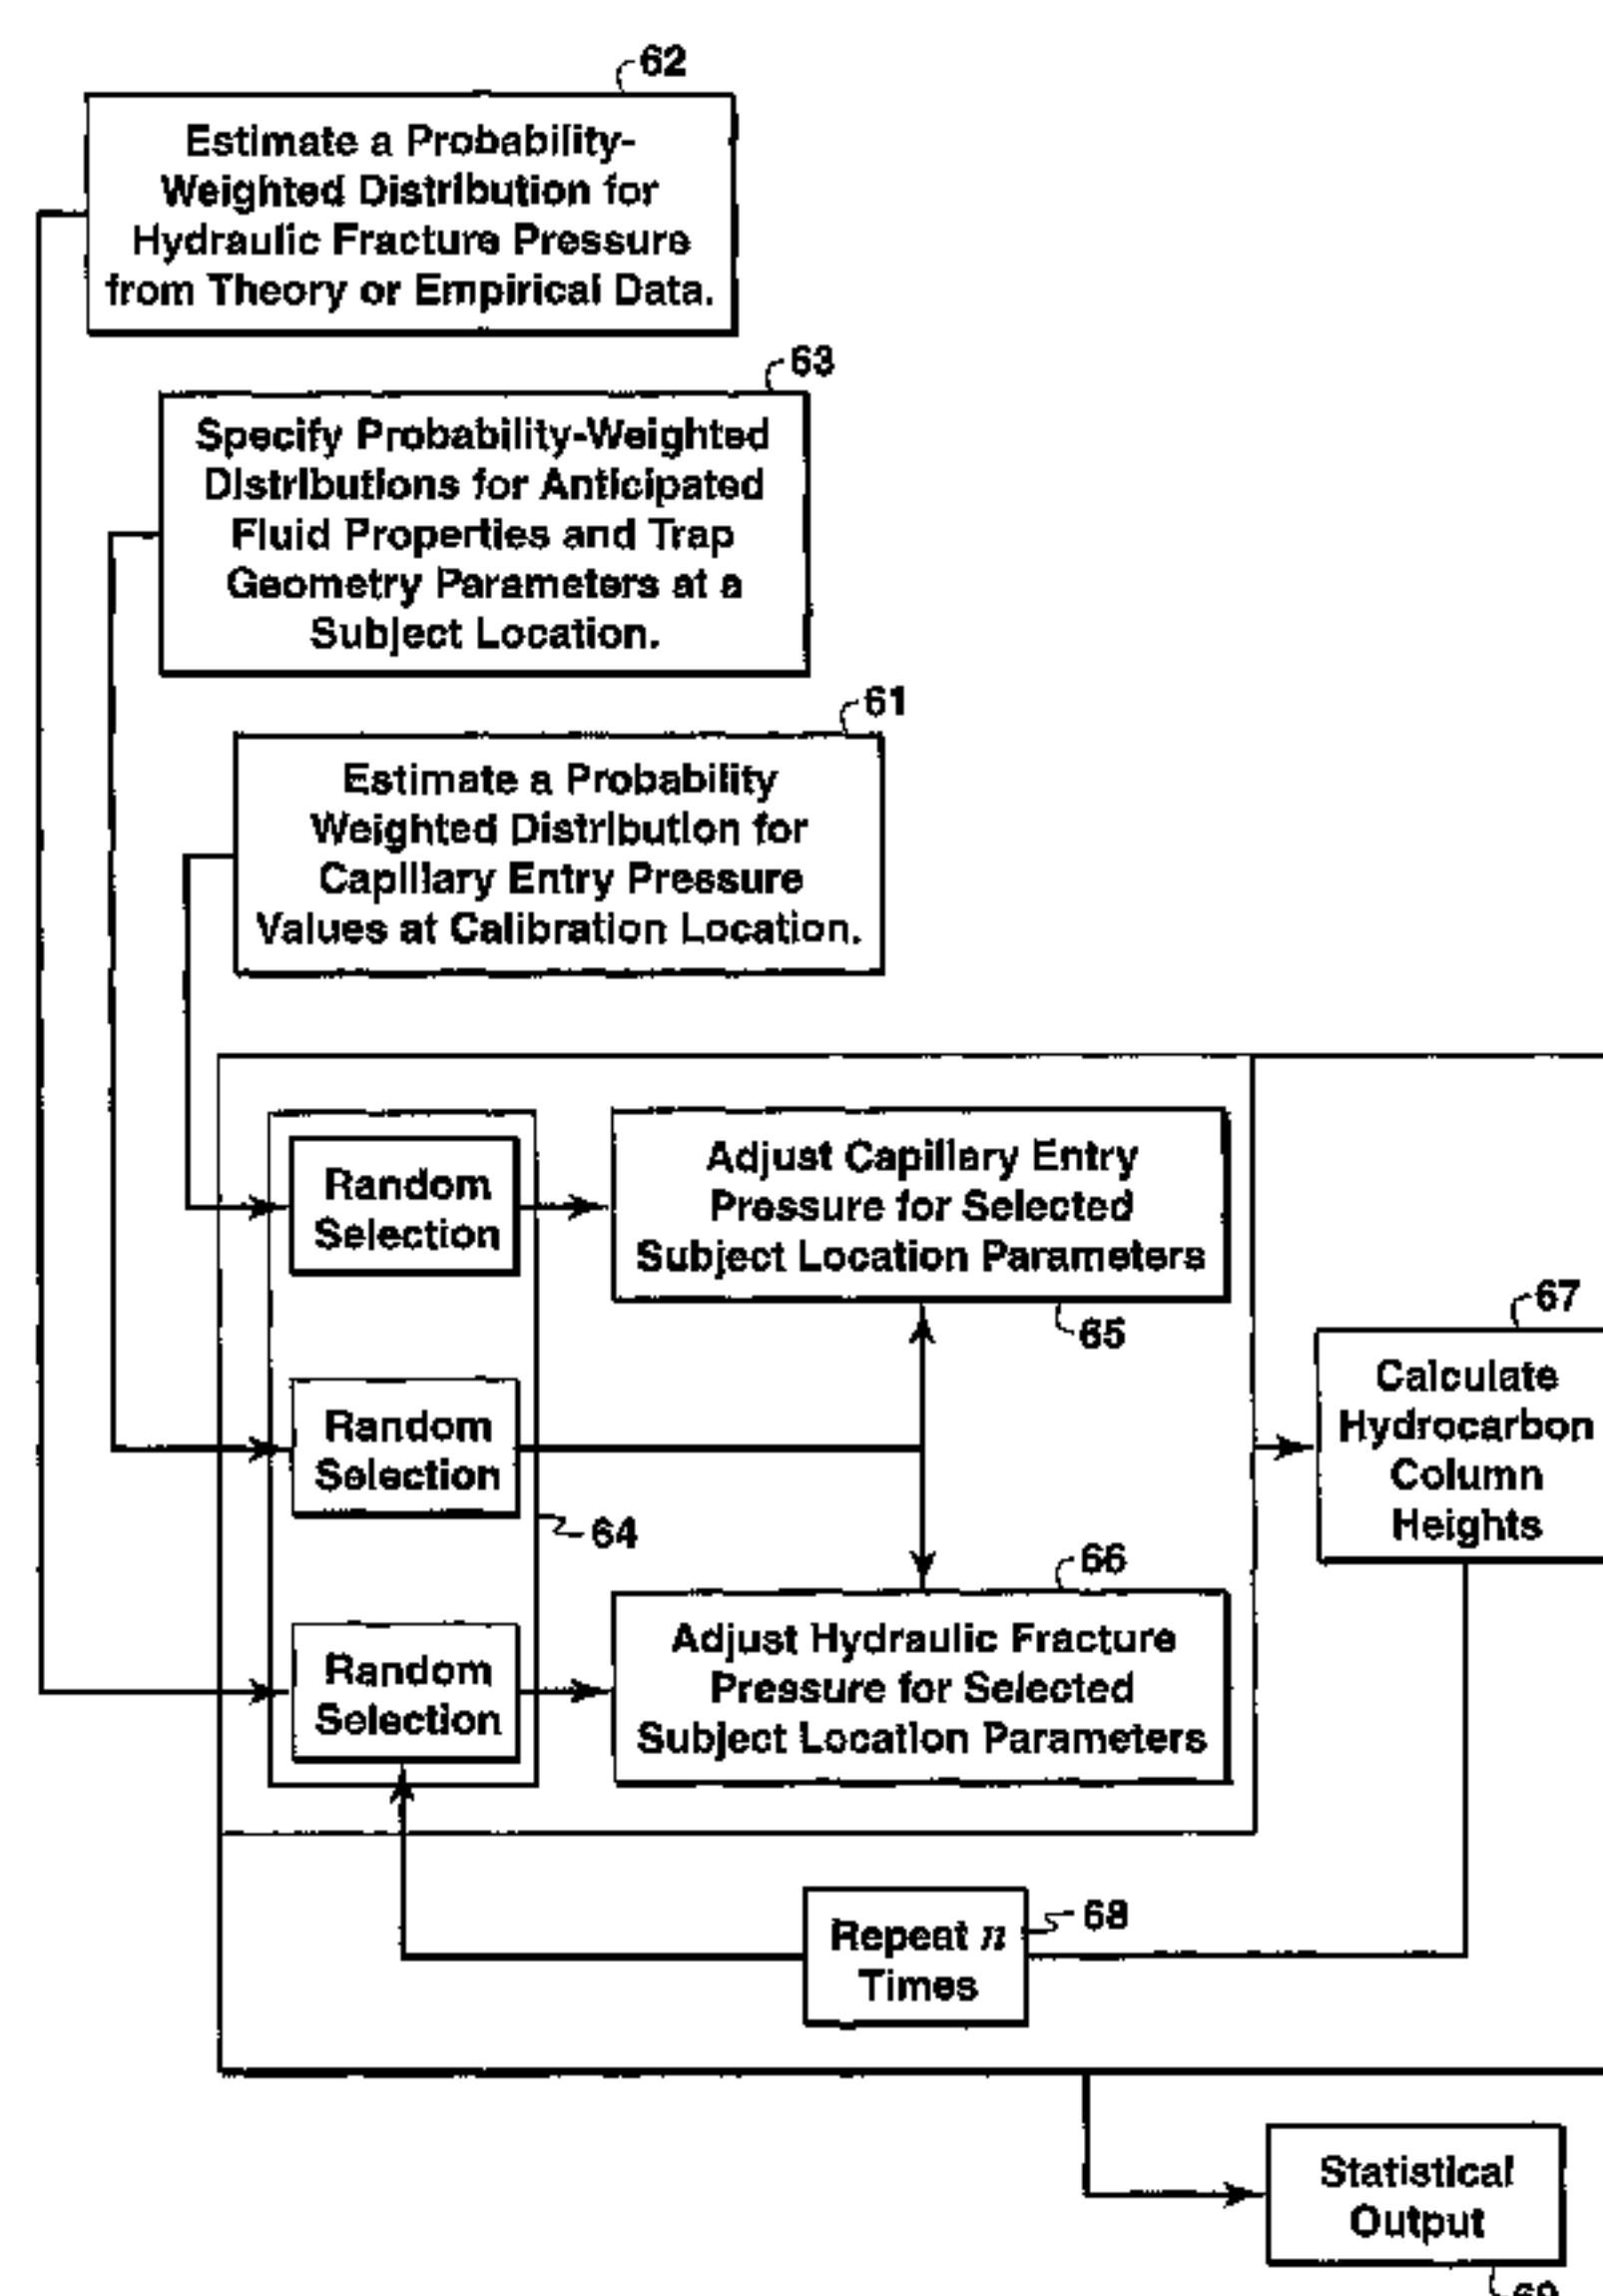 62
Estimate a Probability-
Weighted Distribution for
Hydraulic Fracture Pressure
from Theory or Empirical Data.
63
Specify Probability-Weighted
Distributions for Anticipated
Fluid Properties and Trap
Geometry Parameters at a
Subject Location.
61
Estimate a Probability
Weighted Distribution for
Capillary Entry Pressure
Values at Calibration Location.
Random
Selection
Adjust Capillary Entry
Pressure for Selected
Subject Location Parameters
65
67
Calculate
Hydrocarbon
Column
Heights
Random
Selection
64
66
Random
Selection
Adjust Hydraulic Fracture
Pressure for Selected
Subject Location Parameters
Repeat n
Times
68
Statistical
Output
69